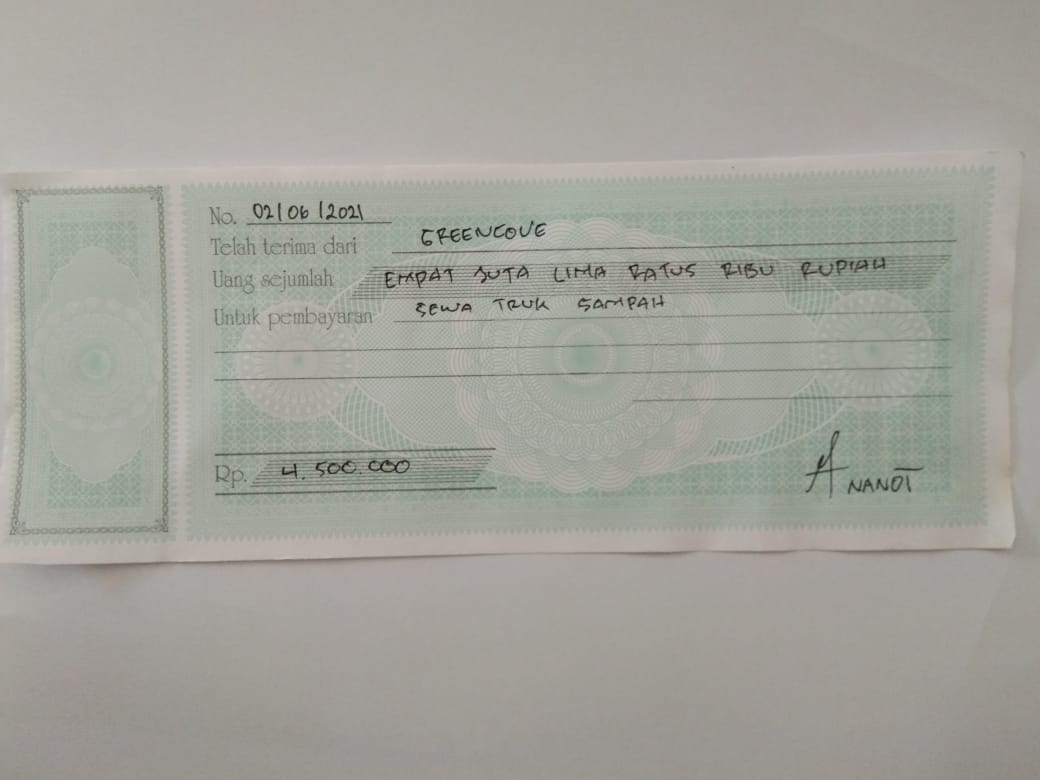 No. 02/06/2021
Telah terima dari GREENCOVE
Uang sejumlah EMPAT JUTA LIMA RATUS RIBU RUPIAH
Untuk pembayaran SEWA TRUK SAMPAH
Rp. 4.500.000
NANDI